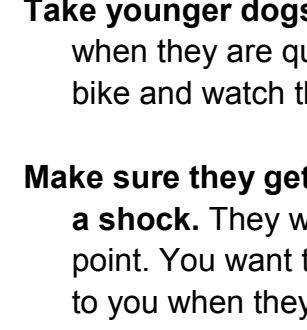 Take younger dogs
when they are
bike and watch
Make sure they get
a shock. They
point. You want
to you when they